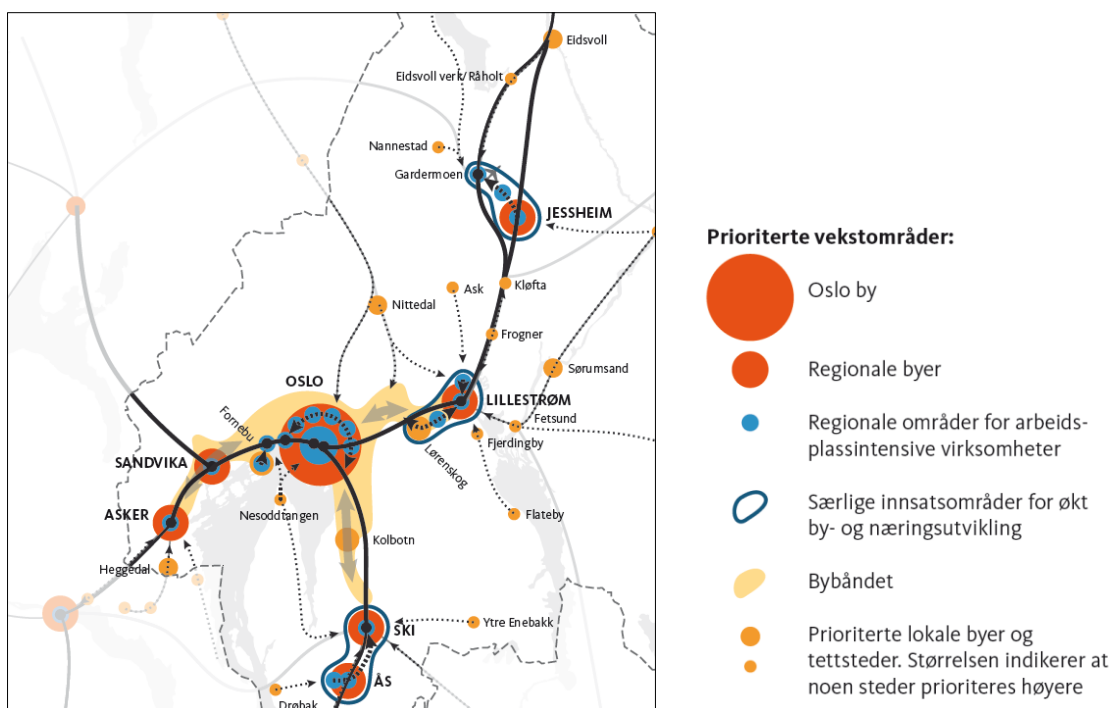 Eidsvoll
Eidsvoll verk/Råholt
Nannestad
Gardermoen
JESSHEIM
Kløfta
Ask
Nittedal
Frogner
Sørumsand
OSLO
LILLESTRØM
Fornebu
Fetsund
Lørenskog
Fjerdingby
SANDVIKA
Nesoddtangen
Flateby
ASKER
Kolbotn
Heggedal
SKI
Ytre Enebakk
ÅS
Drøbak
Prioriterte vekstområder:
Oslo by
Regionale byer
Regionale områder for arbeids-
plassintensive virksomheter
Særlige innsatsområder for økt
by- og næringsutvikling
Bybåndet
Prioriterte lokale byer og
tettsteder. Størrelsen indikerer at
noen steder prioriteres høyere